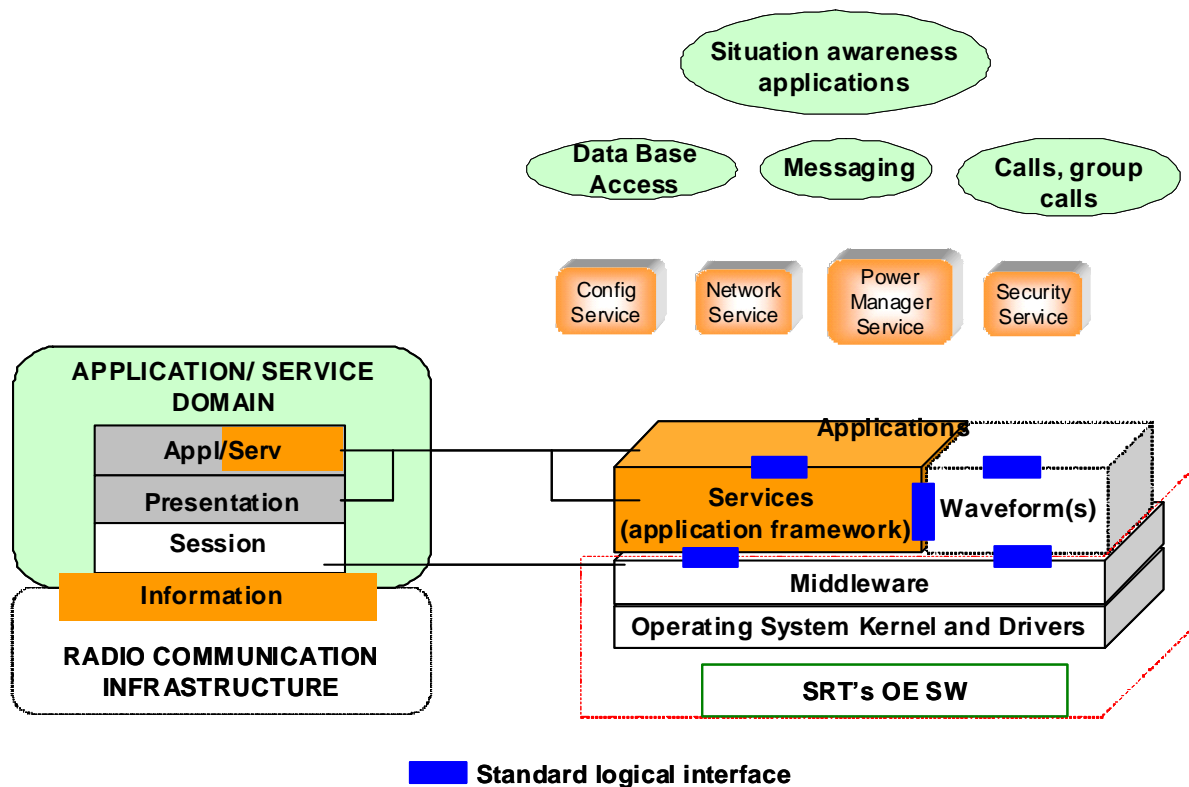 Situation awareness
applications
Data Base
Access
Messaging
Calls, group
calls
Config
Service
Network
Service
Power
Manager
Service
Security
Service
APPLICATION/ SERVICE
DOMAIN
Appl/Serv
Presentation
Session
Information
RADIO COMMUNICATION
INFRASTRUCTURE
Applications
Services
(application framework)
Waveform(s)
Middleware
Operating System Kernel and Drivers
SRT's OE SW
Standard logical interface